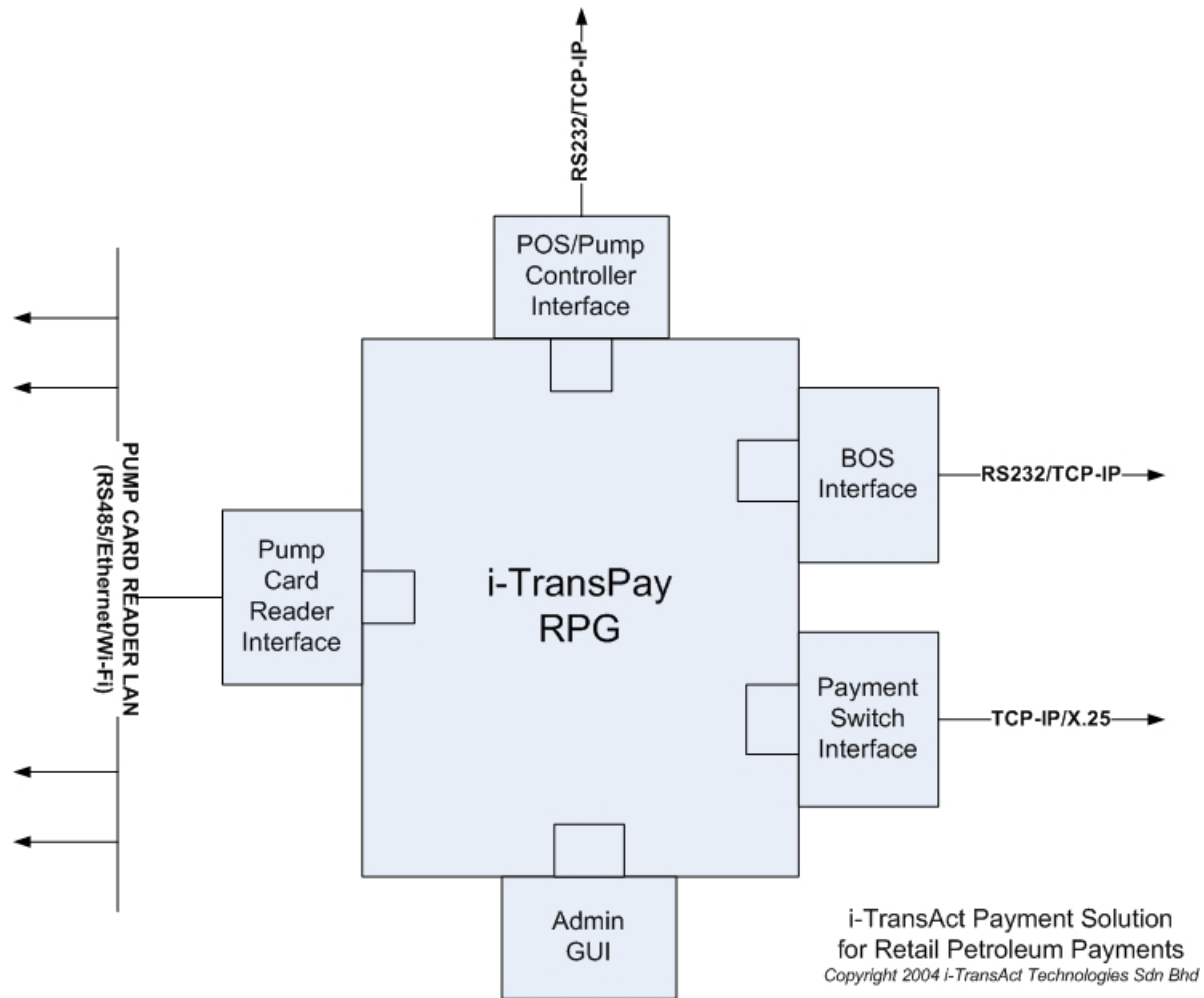 RS232/TCP-IP
POS/Pump
Controller
Interface
BOS
Interface
RS232/TCP-IP
PUMP CARD READER LAN
(RS485/Ethernet/Wi-Fi)
Pump
Card
Reader
Interface
i-TransPay
RPG
Payment
Switch
Interface
TCP-IP/X.25
Admin
GUI
i-TransAct Payment Solution
for Retail Petroleum Payments
Copyright 2004 i-TransAct Technologies Sdn Bhd